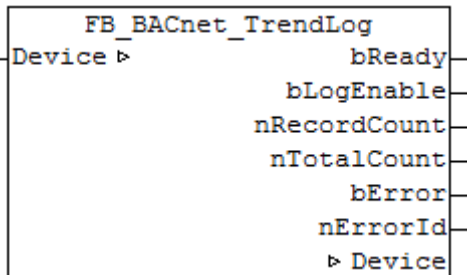 FB_BACnet_TrendLog
Device ▷ bReady
bLogEnable
nRecordCount
nTotalCount
bError
nErrorId
▷ Device